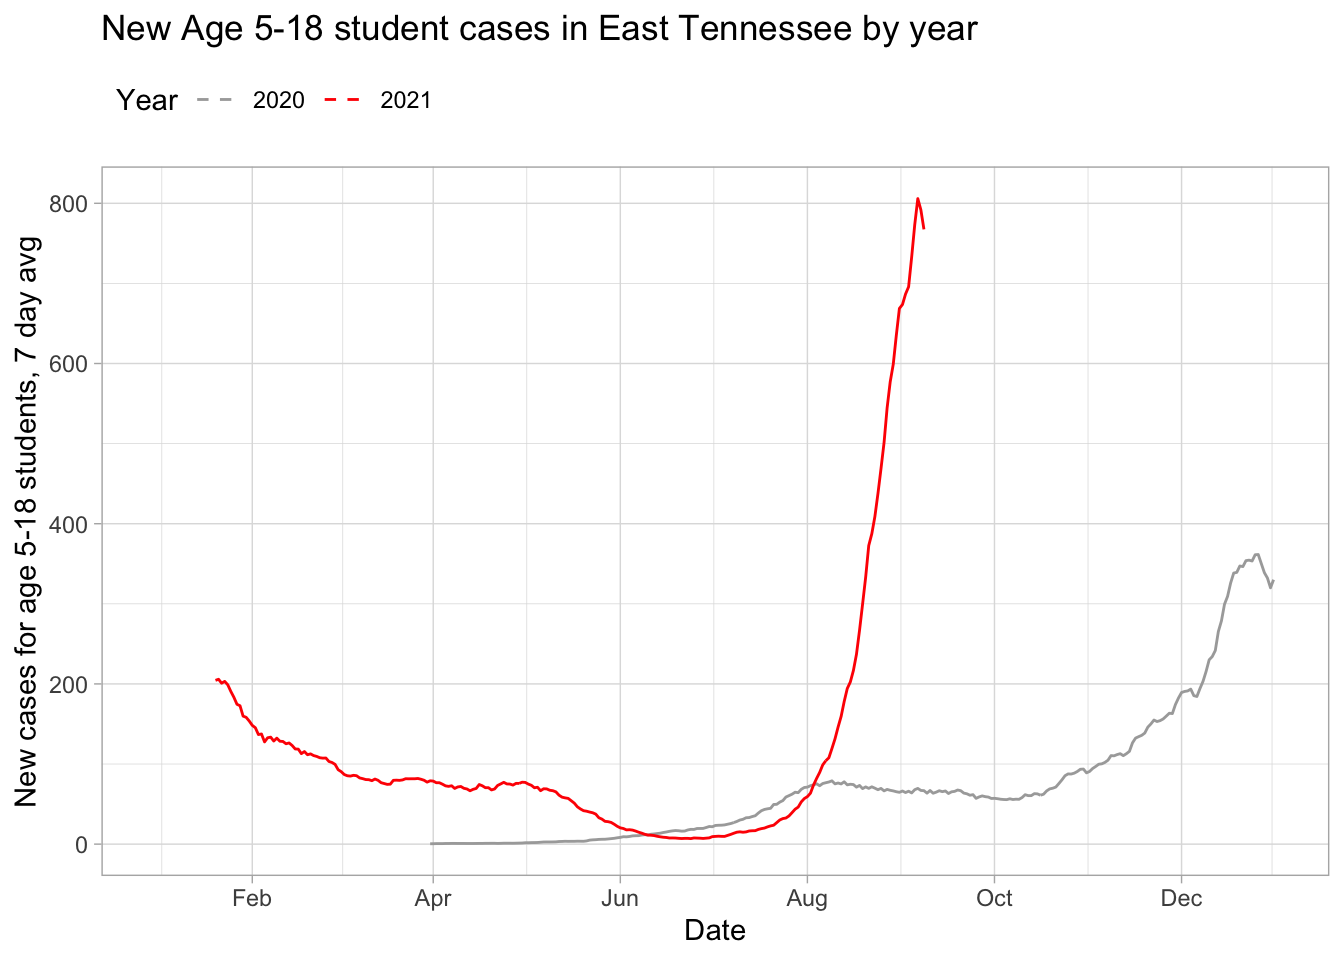 New Age 5-18 student cases in East Tennessee by year
Year 2020 2021
New cases for age 5-18 students, 7 day avg
800
600
400
200
0
Feb Apr Jun Aug Oct Dec
Date